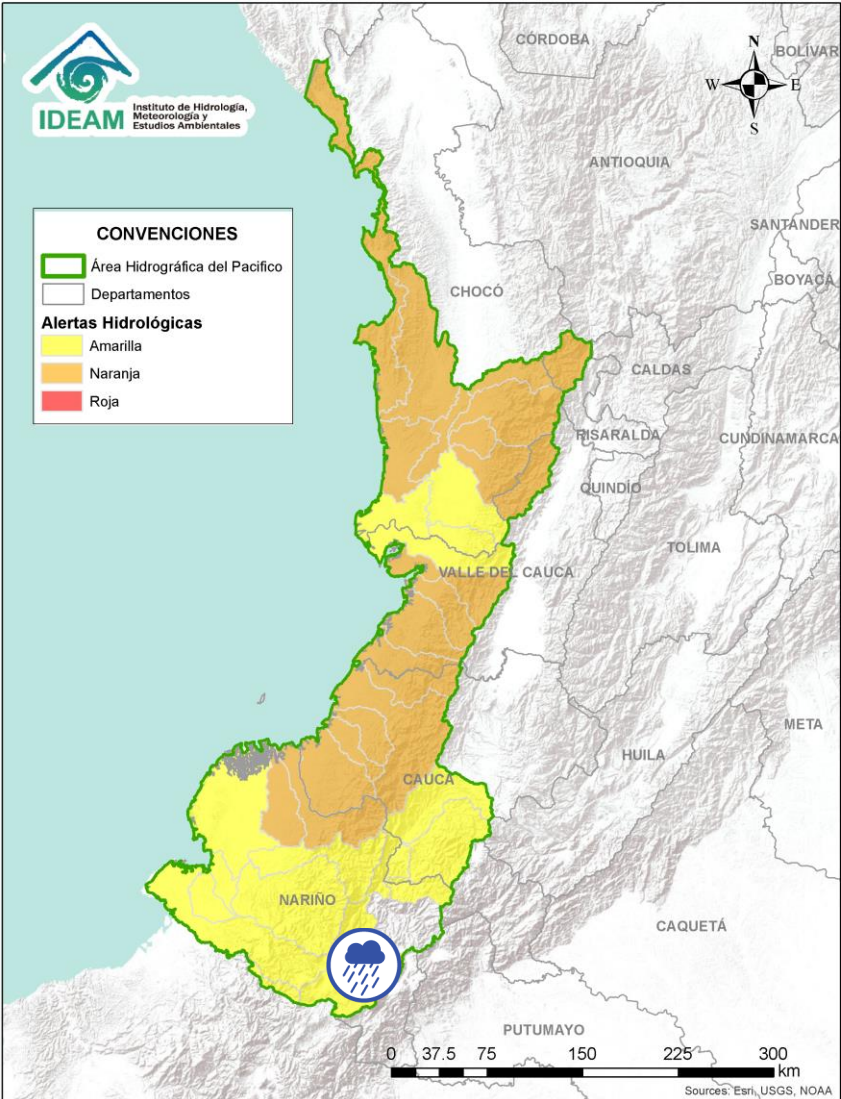 IDEAM
Instituto de Hidrología,
Meteorología y
Estudios Ambientales
N
W
E
S
CÓRDOBA
BOLÍVAR
ANTIOQUIA
SANTANDER
BOYACÁ
CHOCÓ
CALDAS
RISARALDA
CUNDINAMARCA
QUINDÍO
TOLIMA
VALLE DEL CAUCA
META
HUILA
CAUCA
NARIÑO
CAQUETÁ
PUTUMAYO
CONVENCIONES
Área Hidrográfica del Pacifico
Departamentos
Alertas Hidrológicas
Amarilla
Naranja
Roja
0 37.5 75 150 225 300
km
Sources: Esri, USGS, NOAA